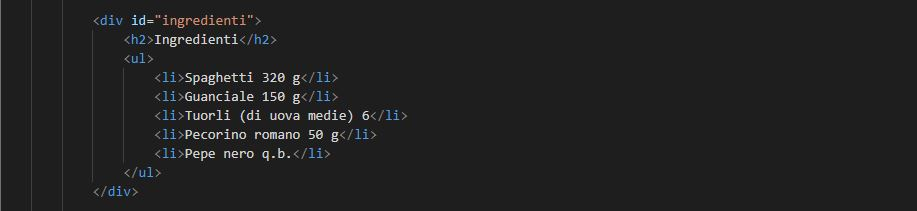 <div id="ingredienti">
<h2>Ingredienti</h2>
<ul>
<li>Spaghetti 320 g</li>
<li>Guanciale 150 g</li>
<li>Tuorli (di uova medie) 6</li>
<li>Pecorino romano 50 g</li>
<li>Pepe nero q.b.</li>
</ul>
</div>